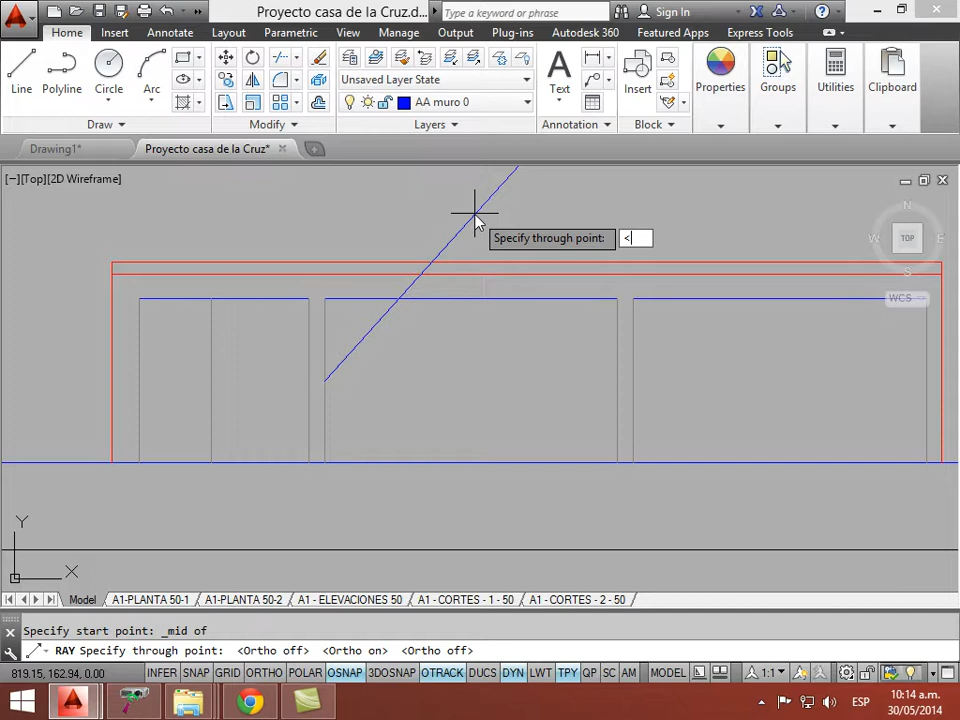 Proyecto casa de la Cruz.d...
Type a keyword or phrase
Sign In
Home
Insert
Annotate
Layout
Parametric
View
Manage
Output
Plug-ins
Autodesk 360
Featured Apps
Express Tools
Line
Polyline
Circle
Arc
Unsaved Layer State
AA muro 0
Text
Insert
Properties
Groups
Utilities
Clipboard
Draw
Modify
Layers
Annotation
Block
Drawing1*
Proyecto casa de la Cruz*
[−][Top][2D Wireframe]
N
W
TOP
E
S
WCS
Specify through point:
<
Y
X
Model
A1-PLANTA 50-1
A1-PLANTA 50-2
A1 - ELEVACIONES 50
A1 - CORTES - 1 - 50
A1 - CORTES - 2 - 50
Specify start point: _mid of
RAY Specify through point: <Ortho off> <Ortho on> <Ortho off>
819.15, 162.94, 0.00
INFER SNAP GRID ORTHO POLAR OSNAP 3DOSNAP OTRACK DUCS DYN LWT TPY QP SC AM
MODEL
1:1
ESP
10:14 a.m.
30/05/2014